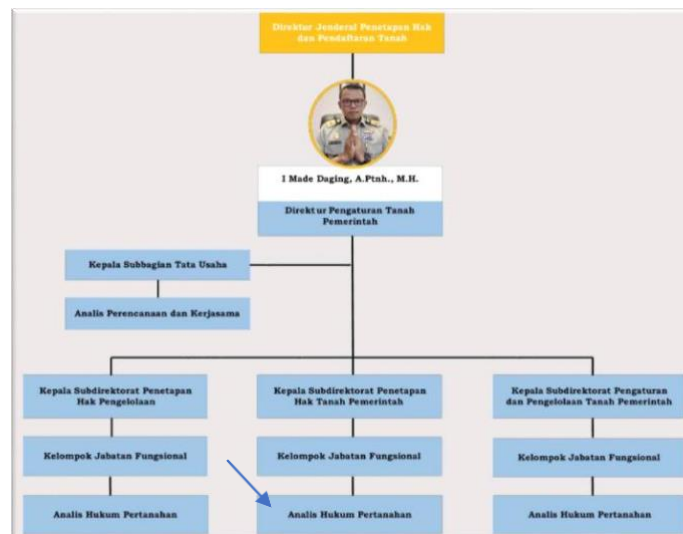 Direktur Jenderal Penetapan Hak
dan Pendaftaran Tanah
I Made Daging, A.Ptnh., M.H.
Direktur Pengaturan Tanah
Pemerintah
Kepala Subbagian Tata Usaha
Analis Perencanaan dan Kerjasama
Kepala Subdirektorat Penetapan
Hak Pengelolaan
Kepala Subdirektorat Penetapan
Hak Tanah Pemerintah
Kepala Subdirektorat Pengaturan
dan Pengelolaan Tanah Pemerintah
Kelompok Jabatan Fungsional
Kelompok Jabatan Fungsional
Kelompok Jabatan Fungsional
Analis Hukum Pertanahan
Analis Hukum Pertanahan
Analis Hukum Pertanahan